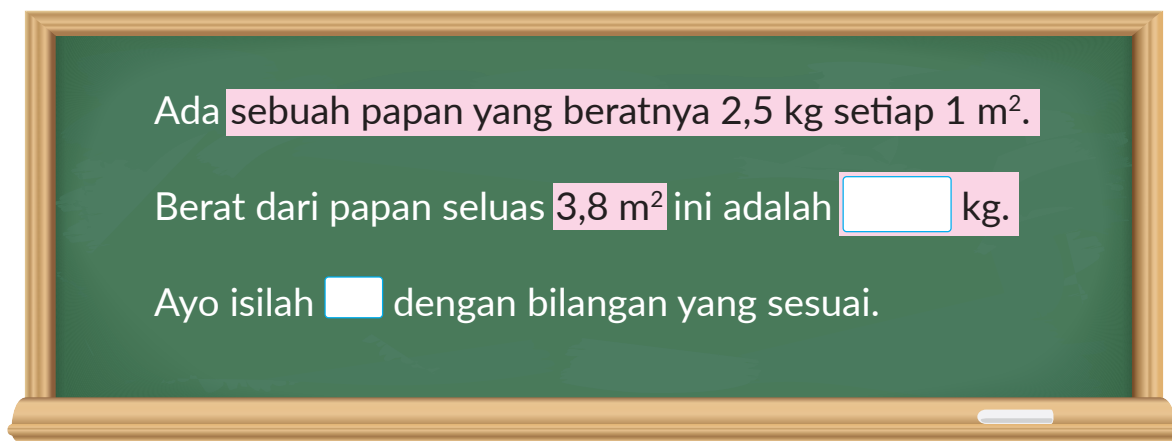 Ada sebuah papan yang beratnya 2,5 kg setiap 1 m².
Berat dari papan seluas 3,8 m² ini adalah kg.
Ayo isilah dengan bilangan yang sesuai.